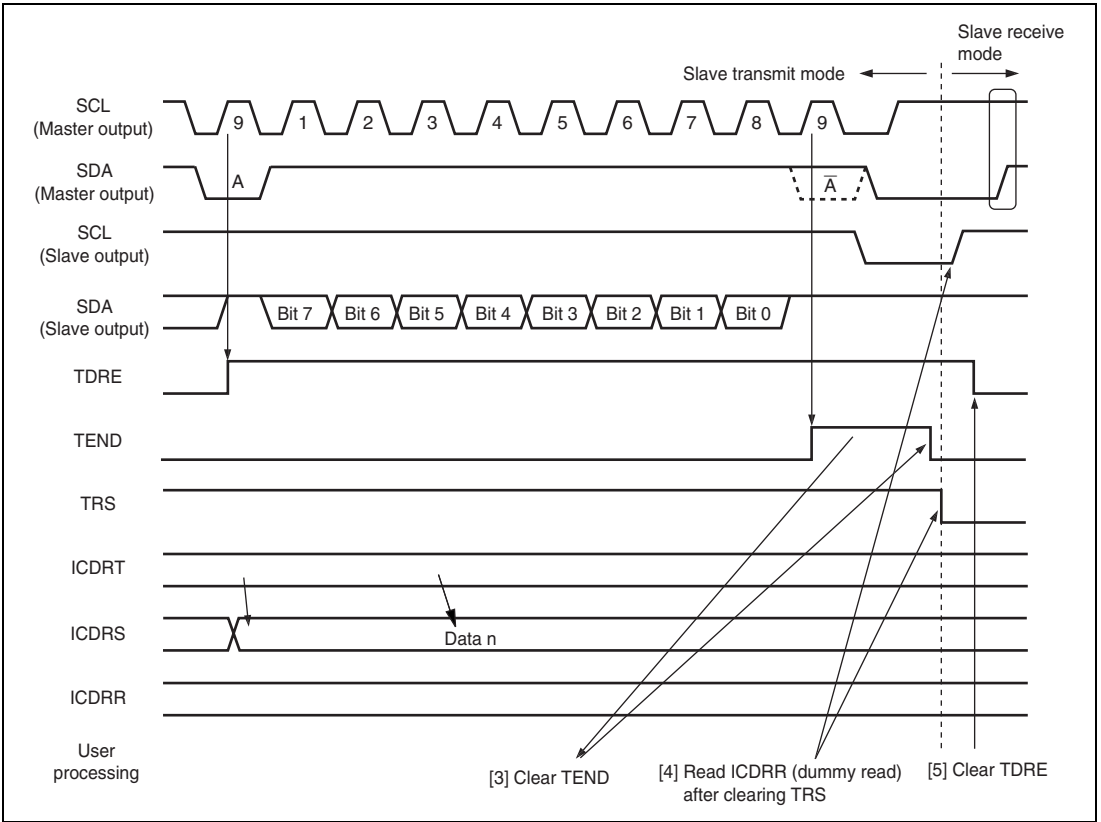 Slave receive
mode
Slave transmit mode
SCL
(Master output)
9 1 2 3 4 5 6 7 8 9
SDA
(Master output)
A A̅
SCL
(Slave output)
SDA
(Slave output)
Bit 7 Bit 6 Bit 5 Bit 4 Bit 3 Bit 2 Bit 1 Bit 0
TDRE
TEND
TRS
ICDRT
ICDRS
Data n
ICDRR
User
processing
[3] Clear TEND
[4] Read ICDRR (dummy read)
after clearing TRS
[5] Clear TDRE